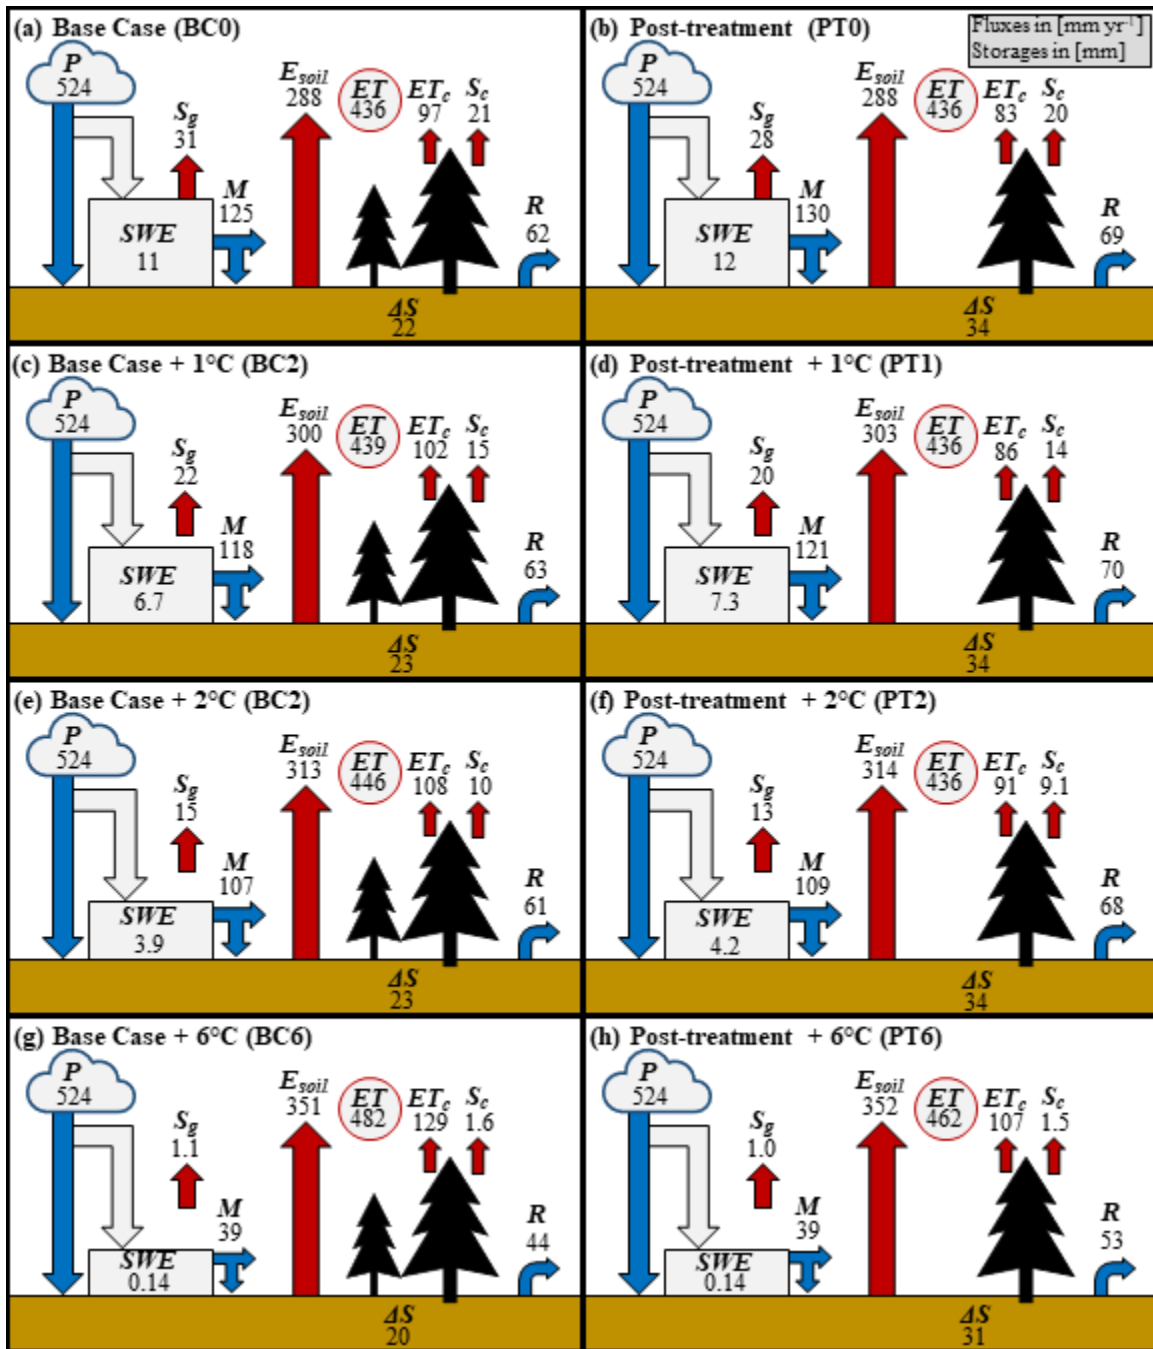 (a) Base Case (BC0)
P
524
S_g
31
M
125
SWE
11
E_soil
288
ET
436
ET_c
97
S_c
21
R
62
ΔS
22
(b) Post-treatment (PT0)
Fluxes in [mm yr⁻¹]
Storages in [mm]
P
524
S_g
28
M
130
SWE
12
E_soil
288
ET
436
ET_c
83
S_c
20
R
69
ΔS
34
(c) Base Case + 1°C (BC2)
P
524
S_g
22
M
118
SWE
6.7
E_soil
300
ET
439
ET_c
102
S_c
15
R
63
ΔS
23
(d) Post-treatment + 1°C (PT1)
P
524
S_g
20
M
121
SWE
7.3
E_soil
303
ET
436
ET_c
86
S_c
14
R
70
ΔS
34
(e) Base Case + 2°C (BC2)
P
524
S_g
15
M
107
SWE
3.9
E_soil
313
ET
446
ET_c
108
S_c
10
R
61
ΔS
23
(f) Post-treatment + 2°C (PT2)
P
524
S_g
13
M
109
SWE
4.2
E_soil
314
ET
436
ET_c
91
S_c
9.1
R
68
ΔS
34
(g) Base Case + 6°C (BC6)
P
524
S_g
1.1
M
39
SWE
0.14
E_soil
351
ET
482
ET_c
129
S_c
1.6
R
44
ΔS
20
(h) Post-treatment + 6°C (PT6)
P
524
S_g
1.0
M
39
SWE
0.14
E_soil
352
ET
462
ET_c
107
S_c
1.5
R
53
ΔS
31